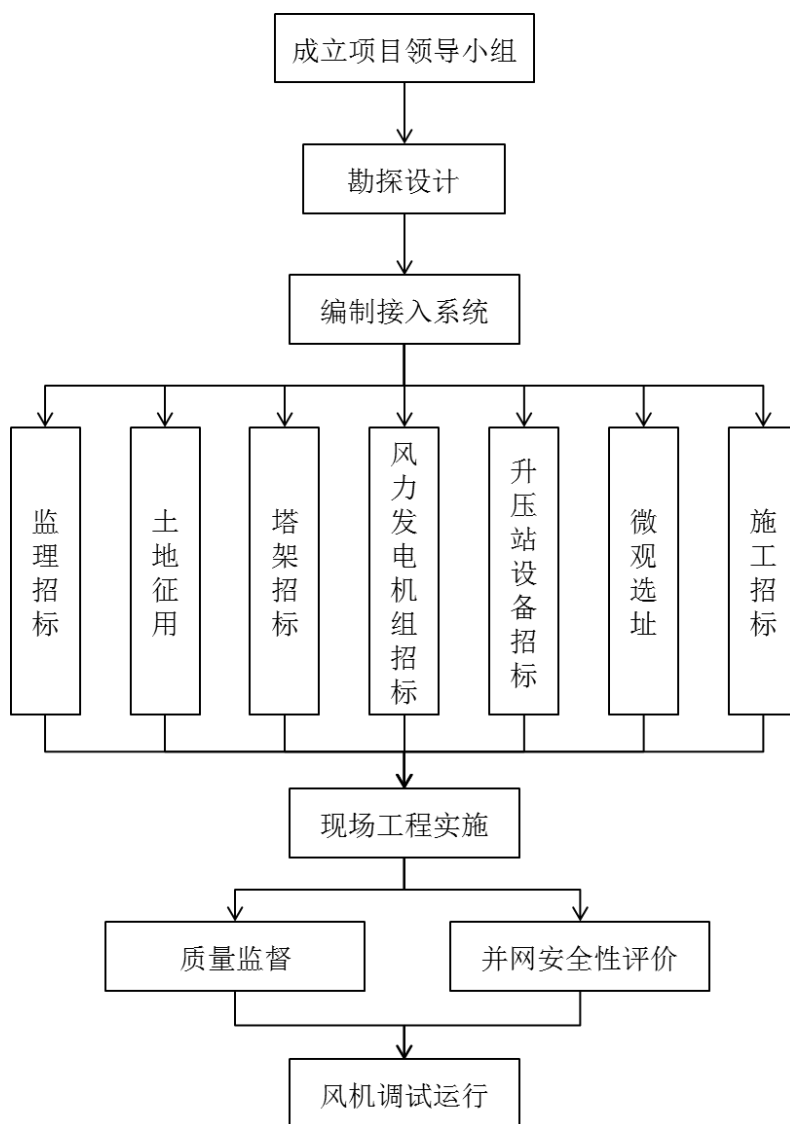 成立项目领导小组
勘探设计
编制接入系统
监理招标
土地征用
塔架招标
风力发电机组招标
升压站设备招标
微观选址
施工招标
现场工程实施
质量监督
并网安全性评价
风机调试运行